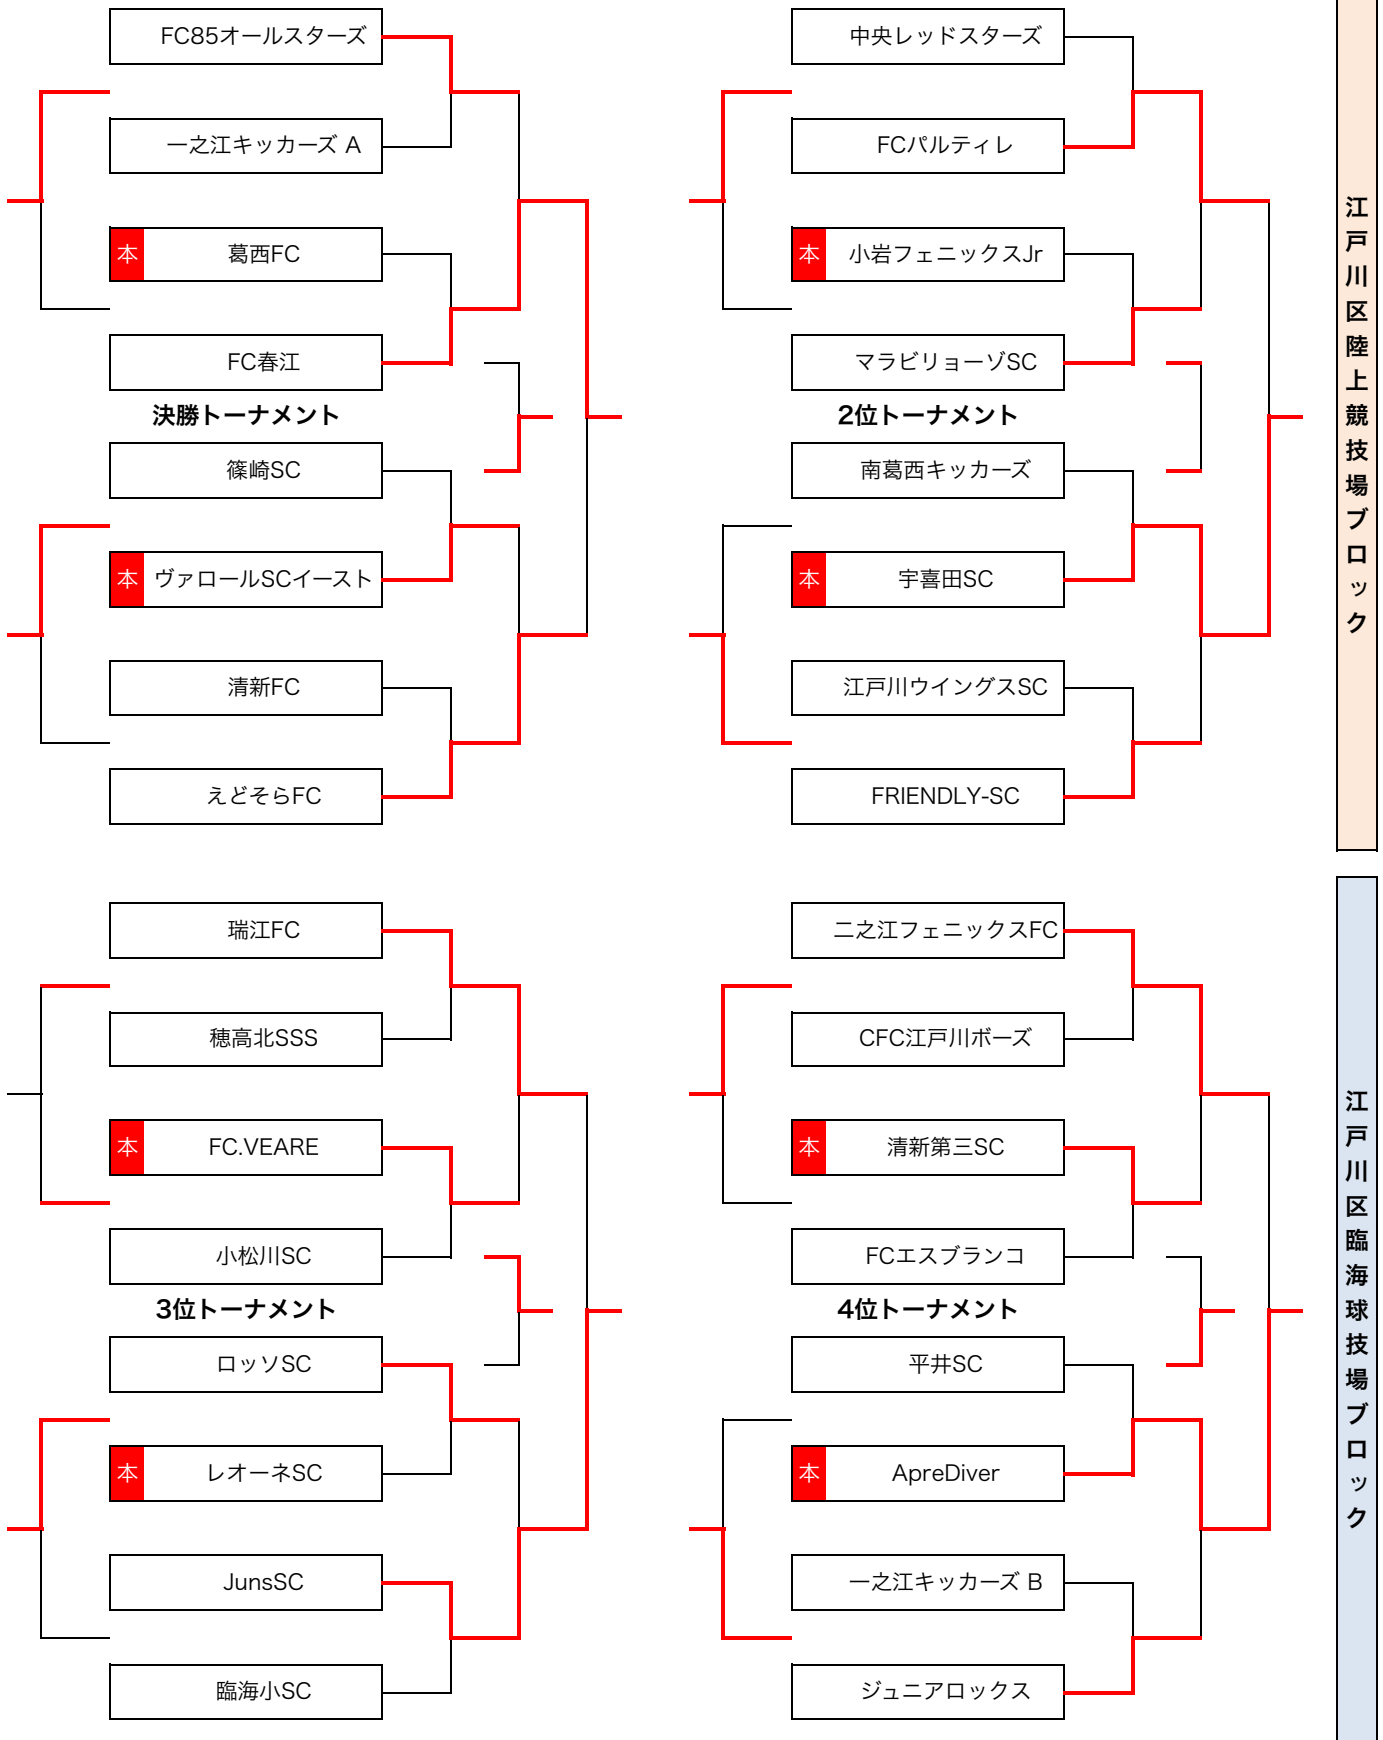 FC85オールスターズ
一之江キッカーズ A
本 葛西FC
FC春江
決勝トーナメント
篠崎SC
本 ヴァロールSCイースト
清新FC
えどそらFC
中央レッドスターズ
FCパルティレ
本 小岩フェニックスJr
マラビリョーゾSC
2位トーナメント
南葛西キッカーズ
本 宇喜田SC
江戸川ウイングスSC
FRIENDLY-SC
江戸川区陸上競技場ブロック
瑞江FC
穂高北SSS
本 FC.VEARE
小松川SC
3位トーナメント
ロッソSC
本 レオーネSC
JunsSC
臨海小SC
二之江フェニックスFC
CFC江戸川ボーズ
本 清新第三SC
FCエスブランコ
4位トーナメント
平井SC
本 ApreDiver
一之江キッカーズ B
ジュニアロックス
江戸川区臨海球技場ブロック